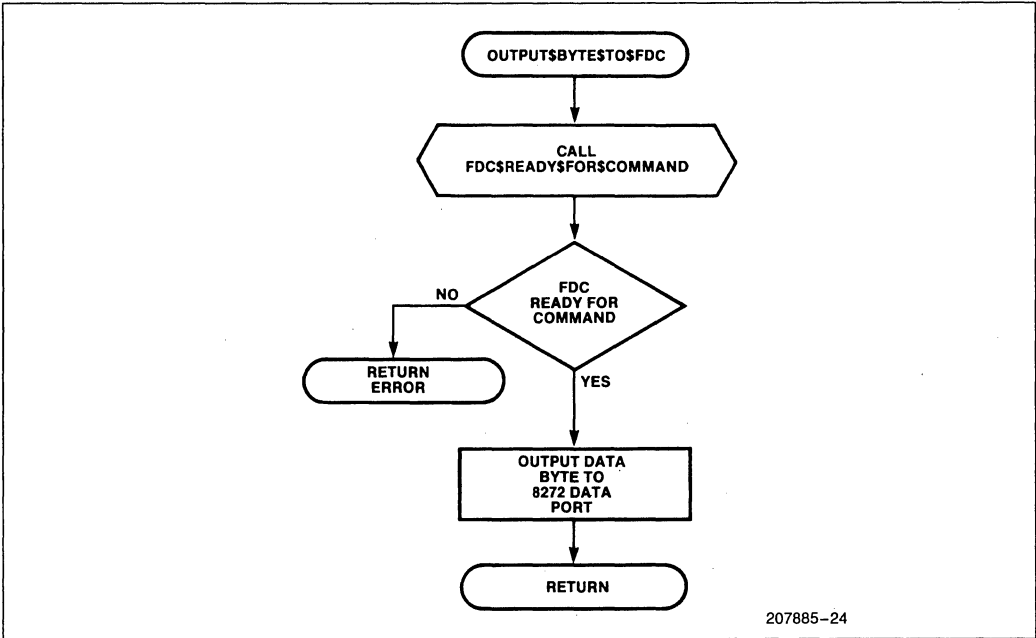 OUTPUT$BYTE$TO$FDC
CALL
FDC$READY$FOR$COMMAND
FDC
READY FOR
COMMAND
NO
RETURN
ERROR
YES
OUTPUT DATA
BYTE TO
8272 DATA
PORT
RETURN
207885-24